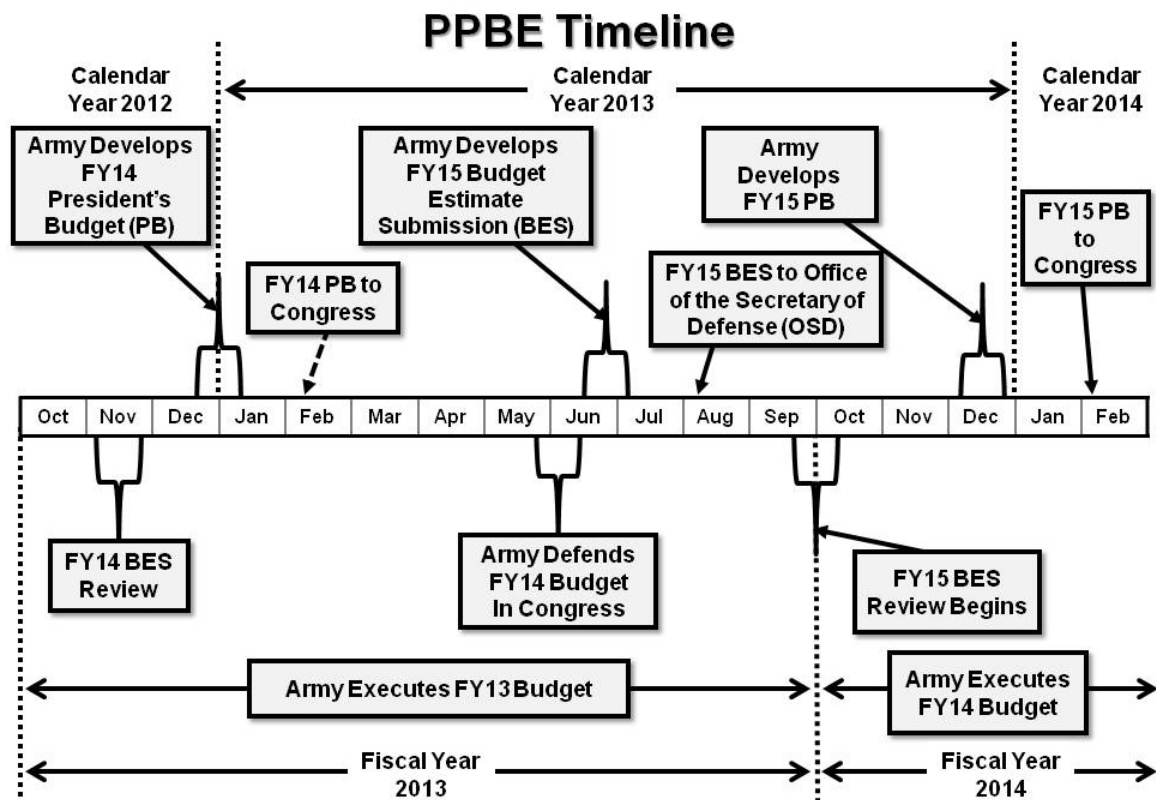 PPBE Timeline
Calendar
Year 2012
Calendar
Year 2013
Calendar
Year 2014
Army Develops
FY14
President's
Budget (PB)
Army Develops
FY15 Budget
Estimate
Submission (BES)
Army
Develops
FY15 PB
FY15 PB
to
Congress
FY14 PB to
Congress
FY15 BES to Office
of the Secretary of
Defense (OSD)
Oct Nov Dec Jan Feb Mar Apr May Jun Jul Aug Sep Oct Nov Dec Jan Feb
FY14 BES
Review
Army Defends
FY14 Budget
In Congress
FY15 BES
Review Begins
Army Executes FY13 Budget
Army Executes
FY14 Budget
Fiscal Year
2013
Fiscal Year
2014